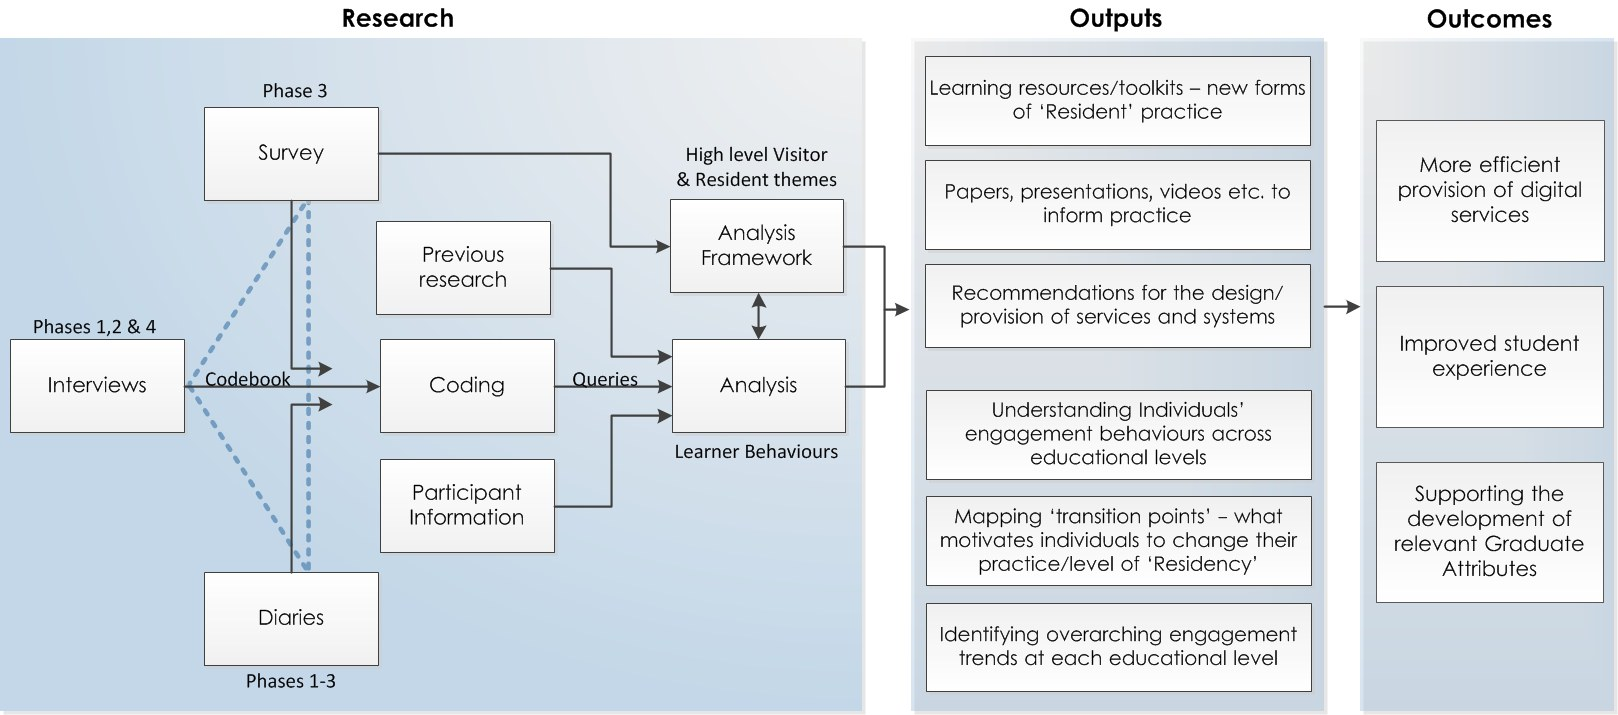 Research
Phase 3
Survey
High level Visitor
& Resident themes
Previous
research
Analysis
Framework
Phases 1,2 & 4
Interviews
Codebook
Coding
Queries
Analysis
Learner Behaviours
Participant
Information
Diaries
Phases 1-3
Outputs
Learning resources/toolkits – new forms
of ‘Resident’ practice
Papers, presentations, videos etc. to
inform practice
Recommendations for the design/
provision of services and systems
Understanding Individuals’
engagement behaviours across
educational levels
Mapping ‘transition points’ – what
motivates individuals to change their
practice/level of ‘Residency’
Identifying overarching engagement
trends at each educational level
Outcomes
More efficient
provision of digital
services
Improved student
experience
Supporting the
development of
relevant Graduate
Attributes